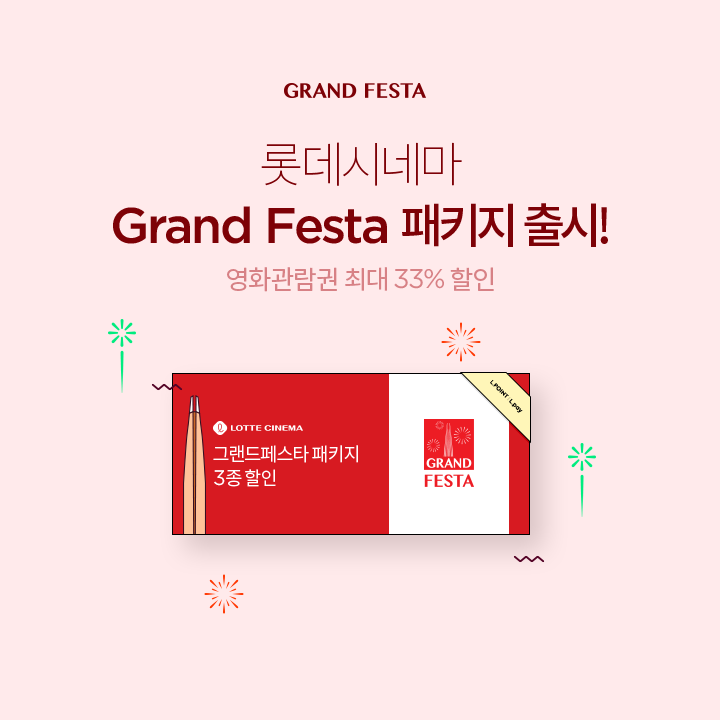 GRAND FESTA
롯데시네마
Grand Festa 패키지 출시!
영화관람권 최대 33% 할인
L.POINT L.pay
LOTTE CINEMA
그랜드페스타 패키지
3종 할인
GRAND
FESTA